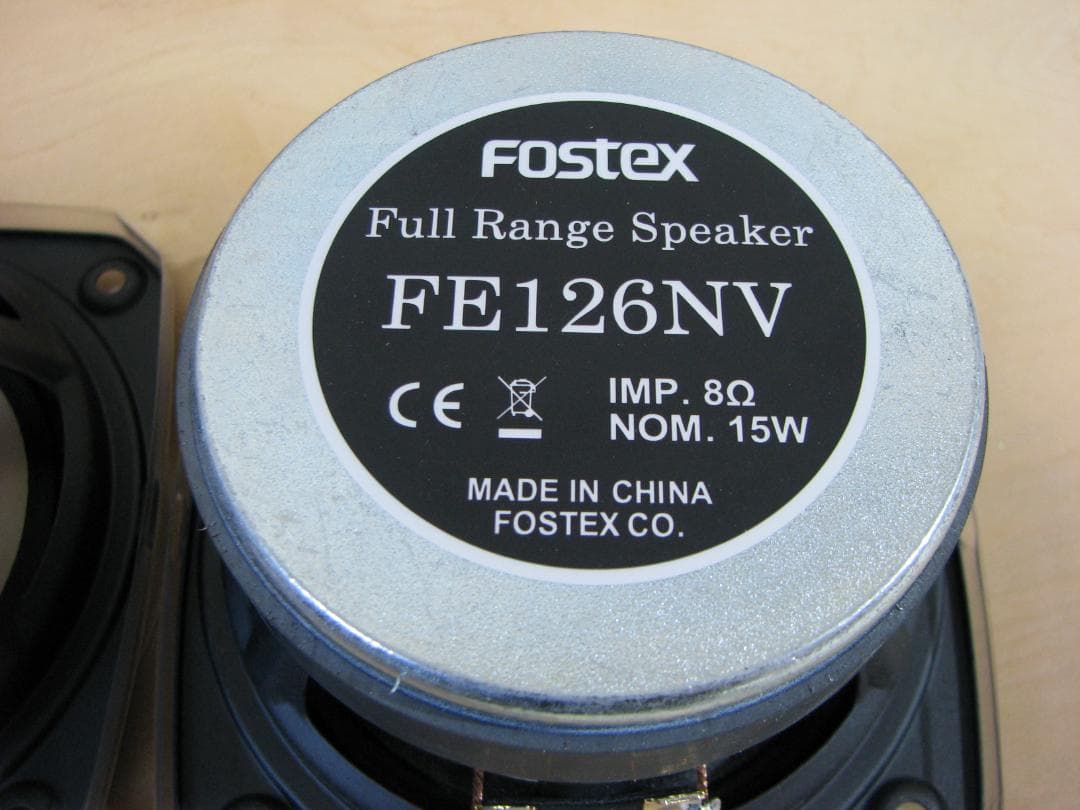 FOSTEX
Full Range Speaker
FE126NV
CE
IMP. 8Ω
NOM. 15W
MADE IN CHINA
FOSTEX CO.